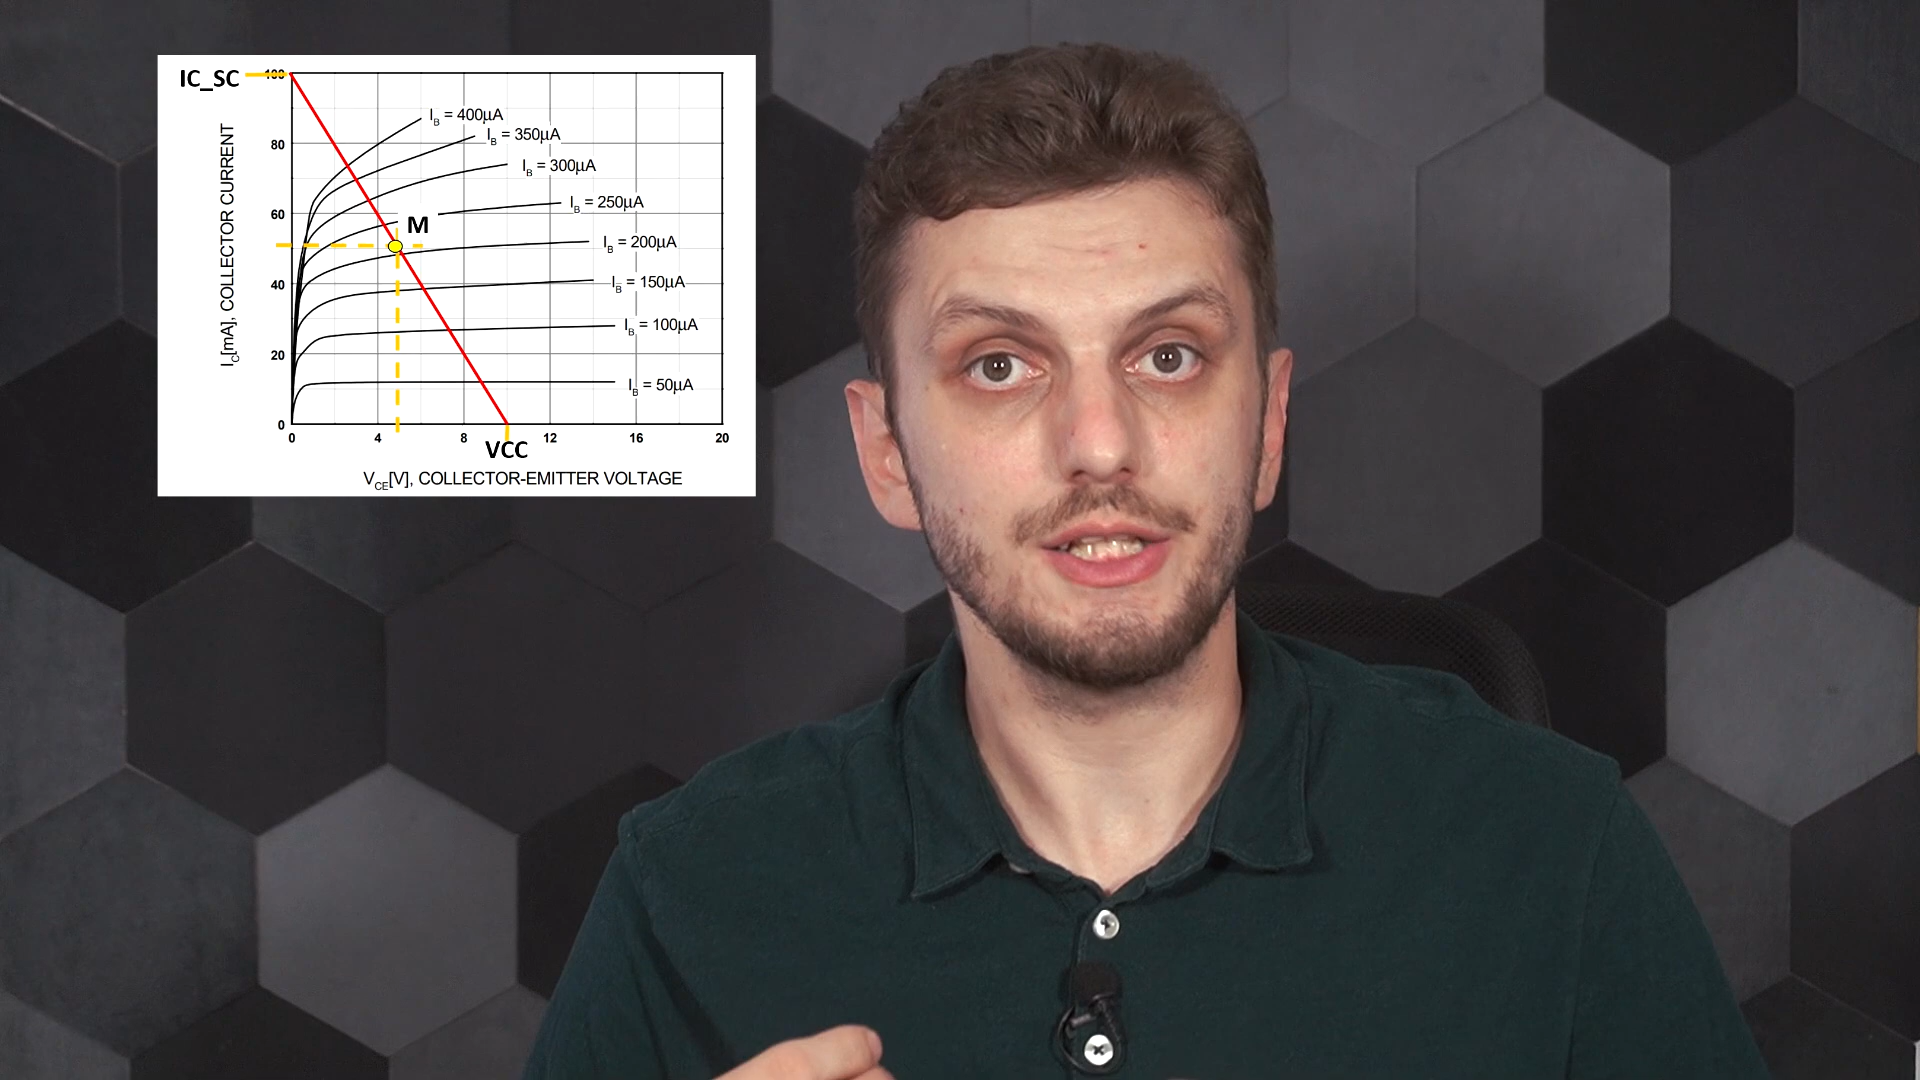 IC_SC
100
80
60
40
20
0
I_C[mA], COLLECTOR CURRENT
I_B = 400µA
I_B = 350µA
I_B = 300µA
I_B = 250µA
M
I_B = 200µA
I_B = 150µA
I_B = 100µA
I_B = 50µA
0 4 8 12 16 20
VCC
V_CE[V], COLLECTOR-EMITTER VOLTAGE